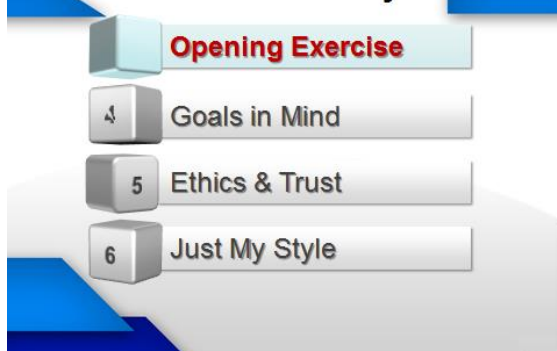 Opening Exercise
4 Goals in Mind
5 Ethics & Trust
6 Just My Style